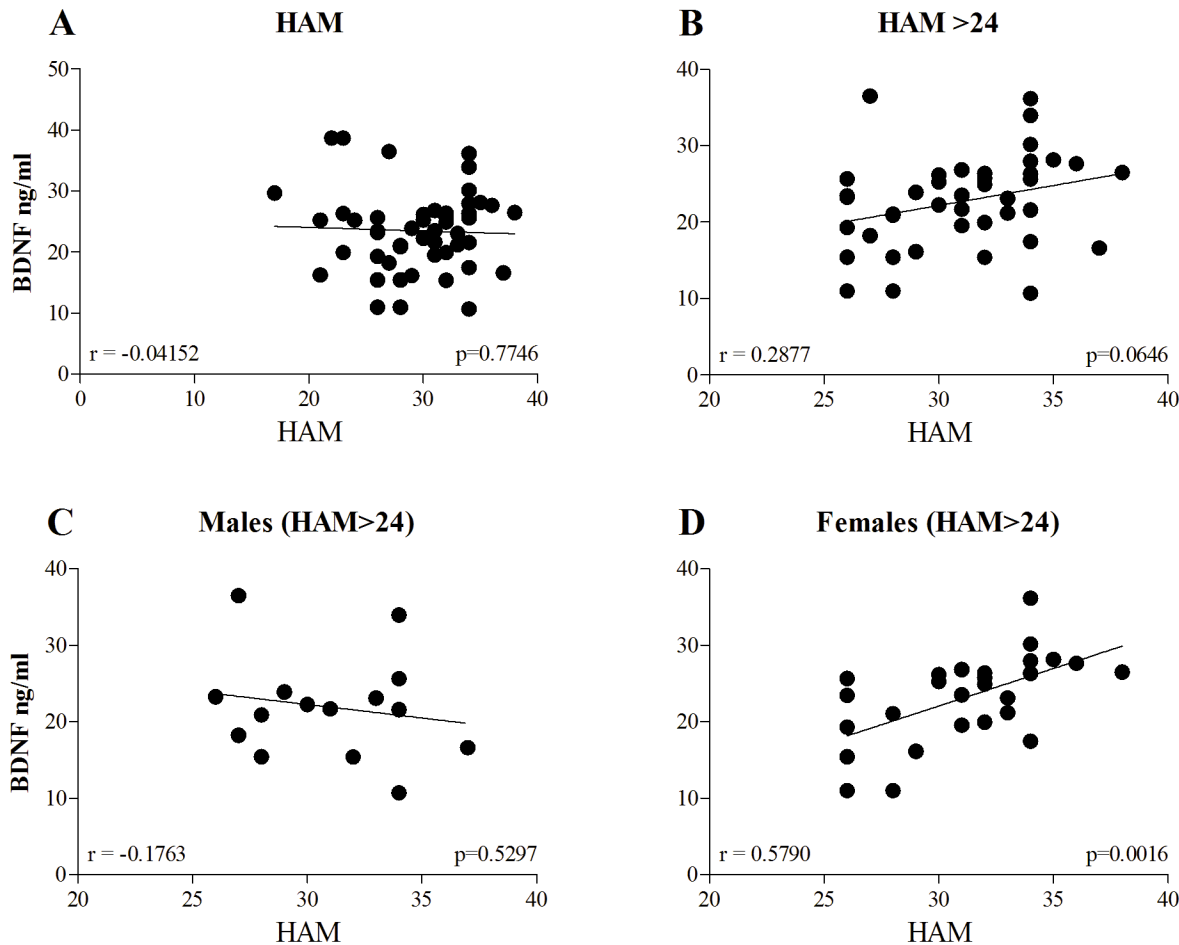 A
HAM
BDNF ng/ml
50
40
30
20
10
0
r = -0.04152
p=0.7746
0
10
20
30
40
HAM
B
HAM >24
40
30
20
10
0
r = 0.2877
p=0.0646
20
25
30
35
40
HAM
C
Males (HAM>24)
BDNF ng/ml
40
30
20
10
0
r = -0.1763
p=0.5297
20
25
30
35
40
HAM
D
Females (HAM>24)
40
30
20
10
0
r = 0.5790
p=0.0016
20
25
30
35
40
HAM